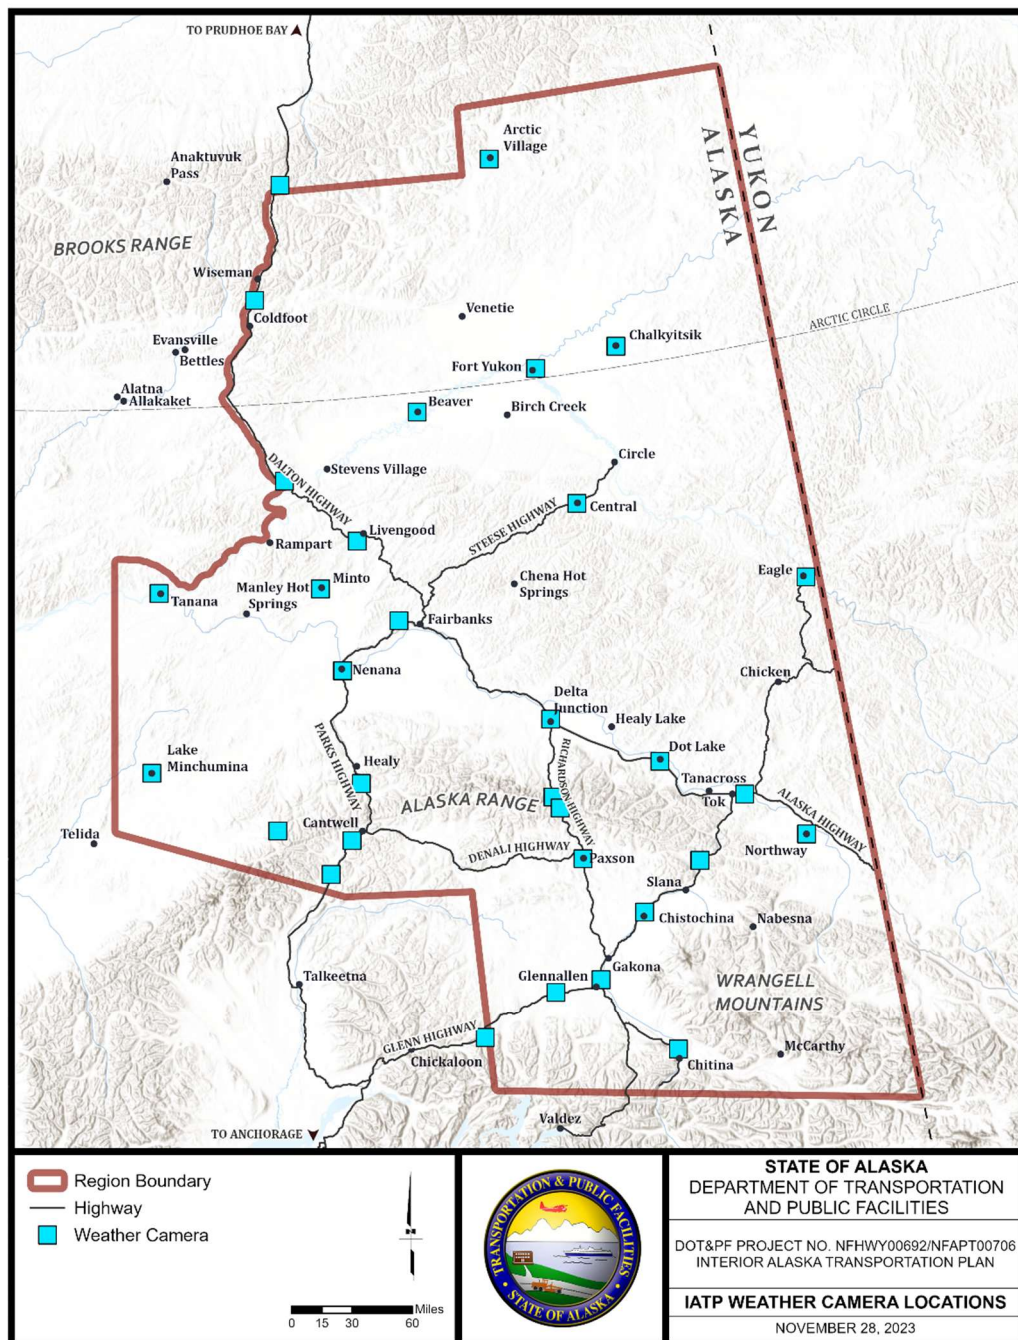 TO PRUDHOE BAY
Arctic
Village
YUKON
ALASKA
Anaktuvuk
Pass
BROOKS RANGE
Wiseman
Venetie
Coldfoot
ARCTIC CIRCLE
Chalkyitsik
Evansville
Bettles
Fort Yukon
Alatna
Allakaket
Beaver
Birch Creek
Circle
Stevens Village
DALTON HIGHWAY
Central
STEESE HIGHWAY
Livengood
Rampart
Eagle
Minto
Manley Hot
Springs
Chena Hot
Springs
Tanana
Fairbanks
Nenana
Chicken
Delta
Junction
Healy Lake
PARKS HIGHWAY
RICHARDSON HIGHWAY
Dot Lake
Lake
Minchumina
Healy
Tanacross
Tok
ALASKA HIGHWAY
ALASKA RANGE
Cantwell
Telida
DENALI HIGHWAY
Northway
Paxson
Slana
Chistochina
Nabesna
Gakona
Glennallen
Talkeetna
WRANGELL
MOUNTAINS
GLENN HIGHWAY
Chickaloon
McCarthy
Chitina
Valdez
TO ANCHORAGE
Region Boundary
Highway
Weather Camera
Miles
0 15 30 60
TRANSPORTATION & PUBLIC FACILITIES
STATE OF ALASKA
STATE OF ALASKA
DEPARTMENT OF TRANSPORTATION
AND PUBLIC FACILITIES
DOT&PF PROJECT NO. NFHWY00692/NFAPT00706
INTERIOR ALASKA TRANSPORTATION PLAN
IATP WEATHER CAMERA LOCATIONS
NOVEMBER 28, 2023